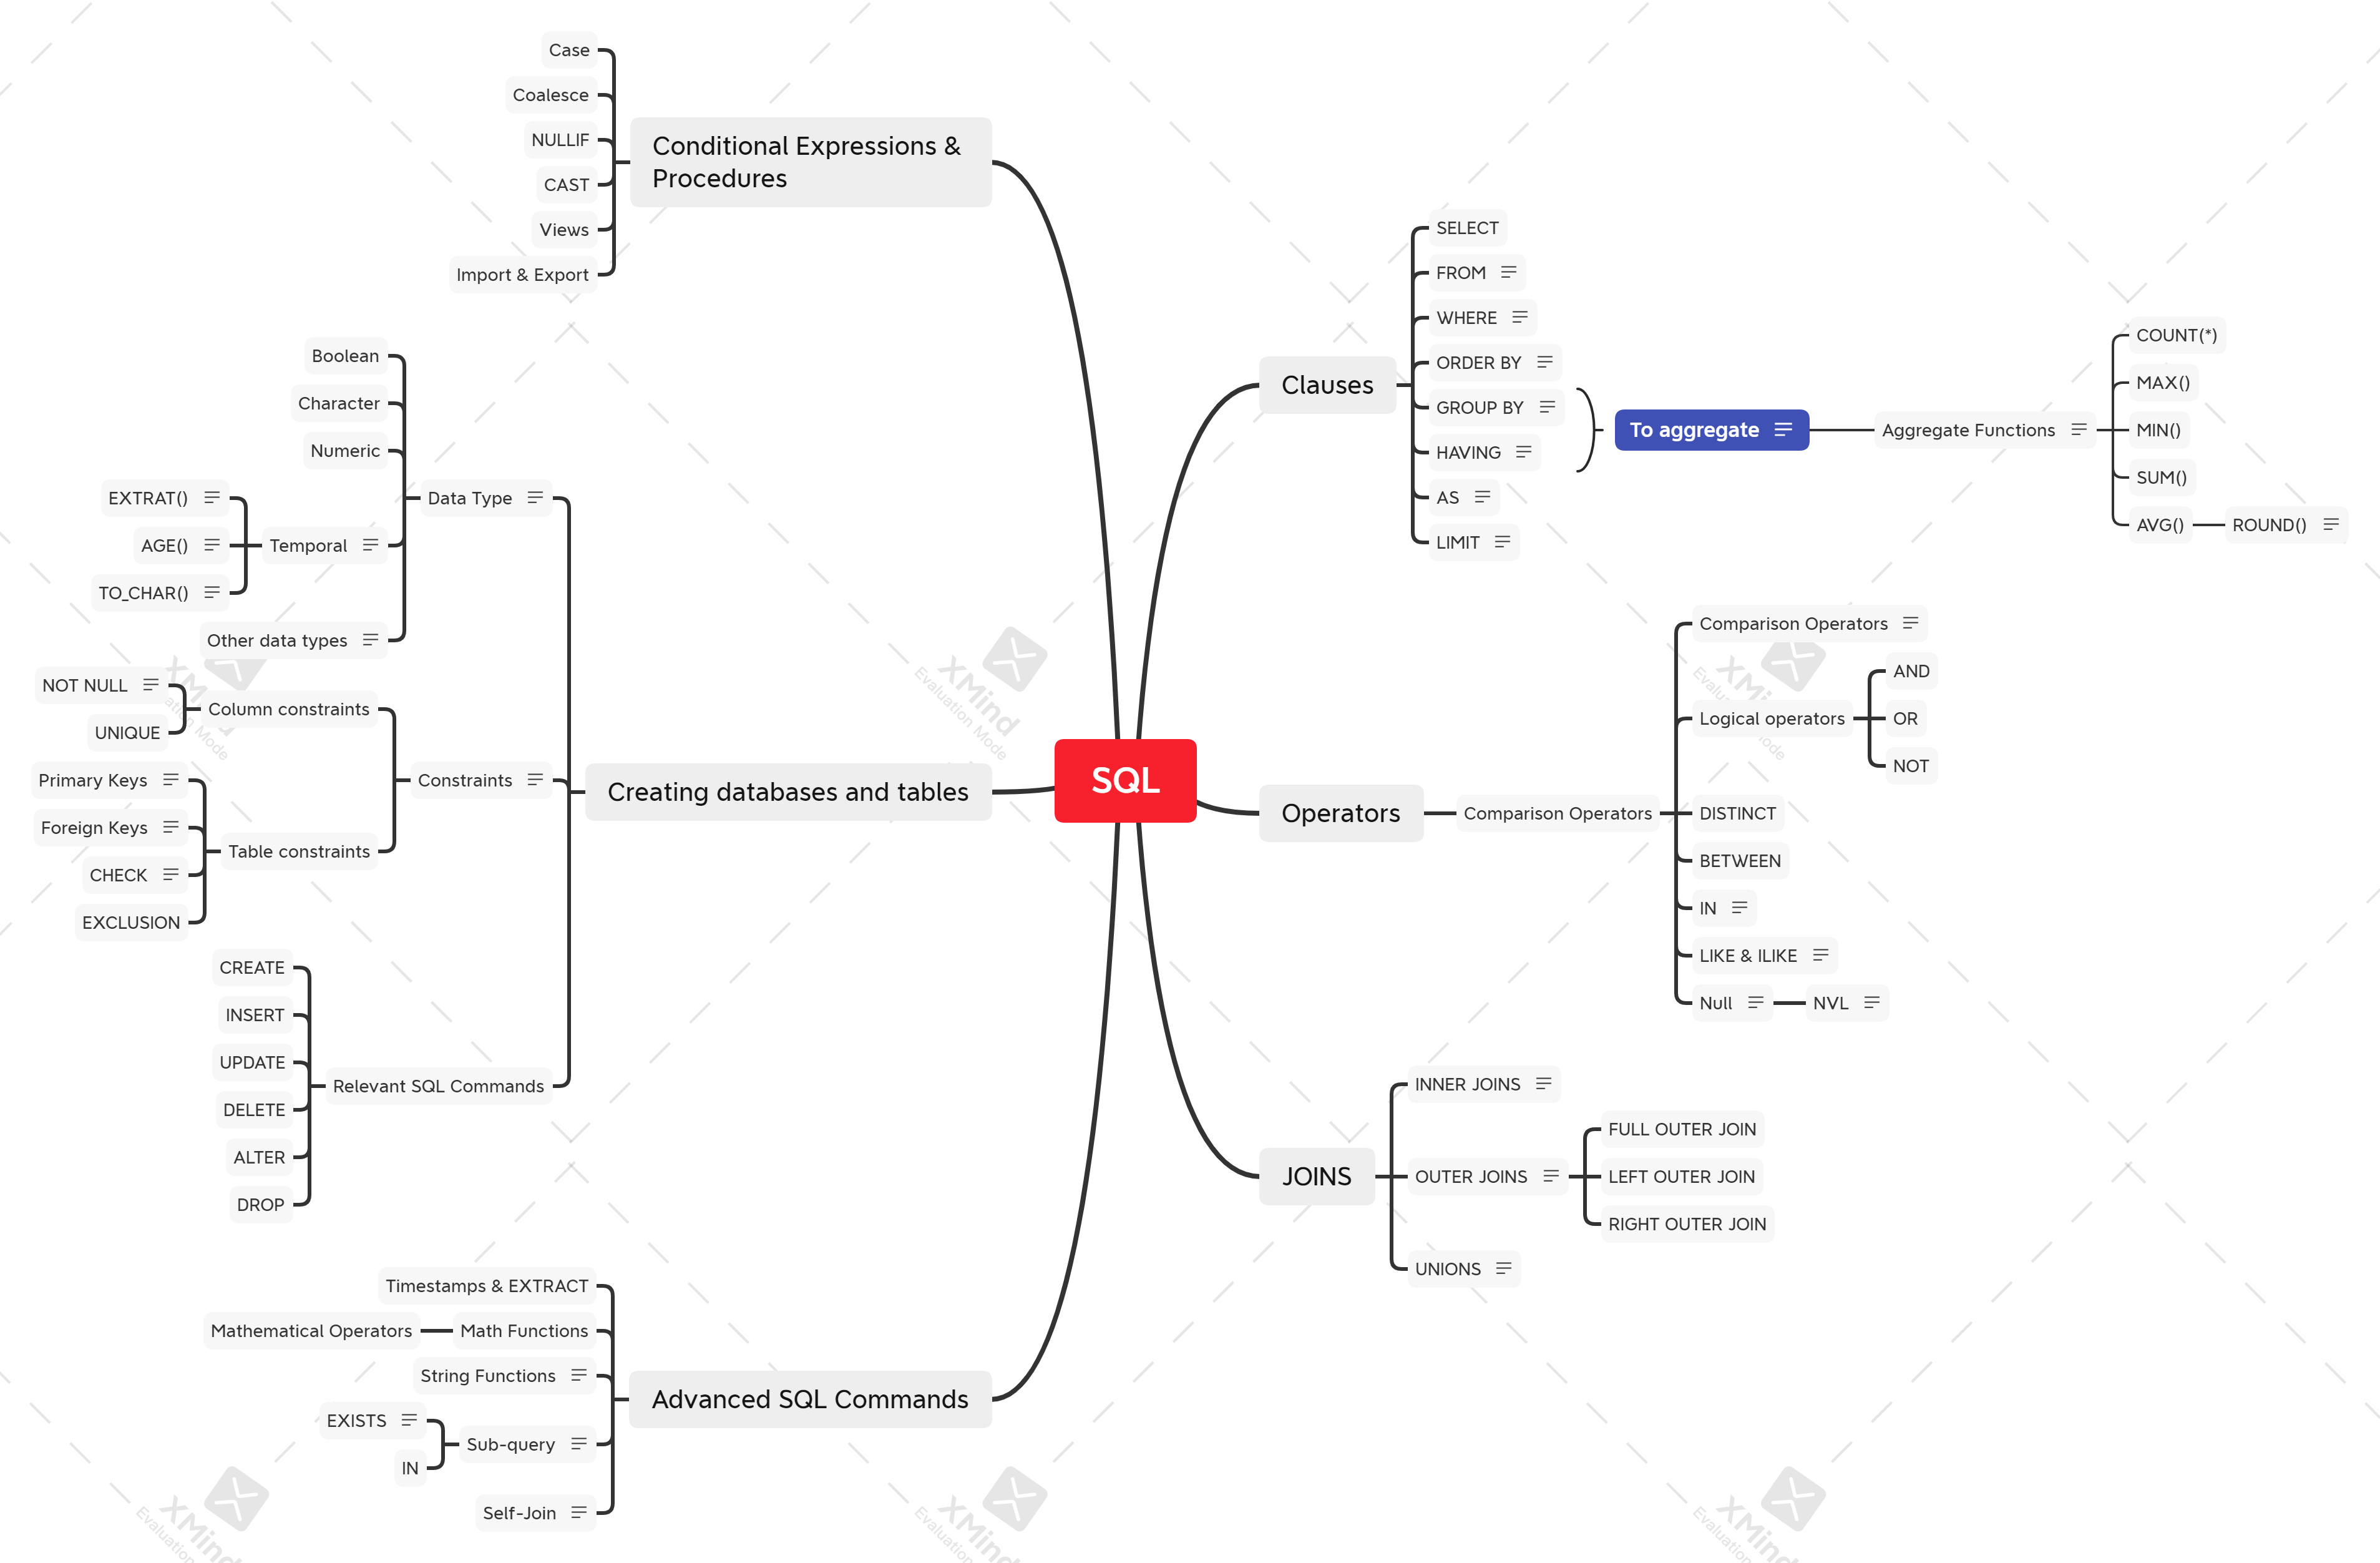 SQL
Conditional Expressions &
Procedures
Case
Coalesce
NULLIF
CAST
Views
Import & Export
Creating databases and tables
Data Type
Boolean
Character
Numeric
Temporal
EXTRAT()
AGE()
TO_CHAR()
Other data types
Constraints
Column constraints
NOT NULL
UNIQUE
Table constraints
Primary Keys
Foreign Keys
CHECK
EXCLUSION
Relevant SQL Commands
CREATE
INSERT
UPDATE
DELETE
ALTER
DROP
Advanced SQL Commands
Timestamps & EXTRACT
Math Functions
Mathematical Operators
String Functions
Sub-query
EXISTS
IN
Self-Join
Clauses
SELECT
FROM
WHERE
ORDER BY
GROUP BY
HAVING
AS
LIMIT
To aggregate
Aggregate Functions
COUNT(*)
MAX()
MIN()
SUM()
AVG()
ROUND()
Operators
Comparison Operators
Comparison Operators
Logical operators
AND
OR
NOT
DISTINCT
BETWEEN
IN
LIKE & ILIKE
Null
NVL
JOINS
INNER JOINS
OUTER JOINS
FULL OUTER JOIN
LEFT OUTER JOIN
RIGHT OUTER JOIN
UNIONS
XMind
Evaluation Mode